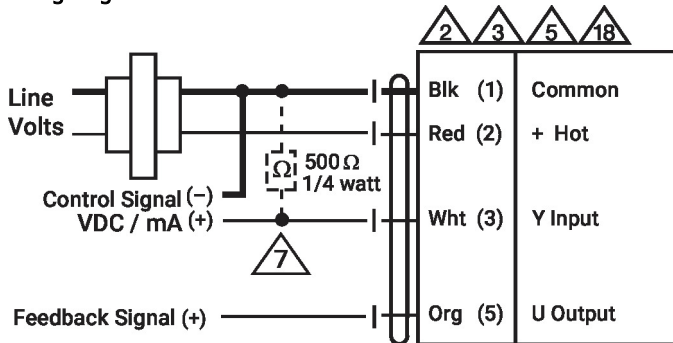 2 3 5 18
Line
Volts
Blk (1) Common
Red (2) + Hot
Ω 500 Ω
1/4 watt
Control Signal (−)
VDC / mA (+)
Wht (3) Y Input
7
Feedback Signal (+)
Org (5) U Output